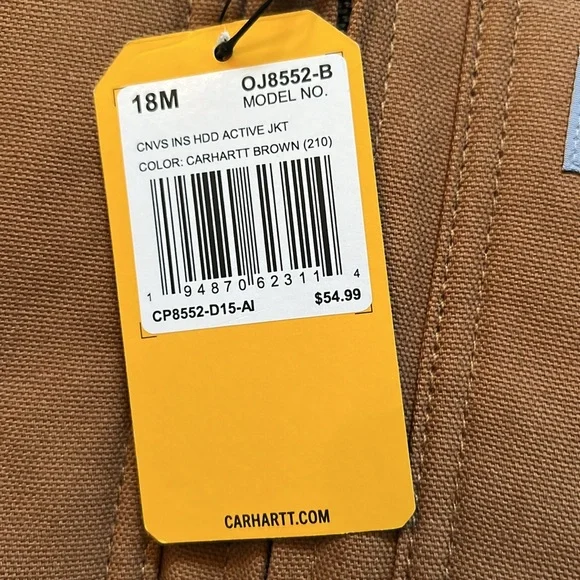 18M OJ8552-B
MODEL NO.
CNVS INS HDD ACTIVE JKT
COLOR: CARHARTT BROWN (210)
1 94870 62311 4
CP8552-D15-AI $54.99
CARHARTT.COM